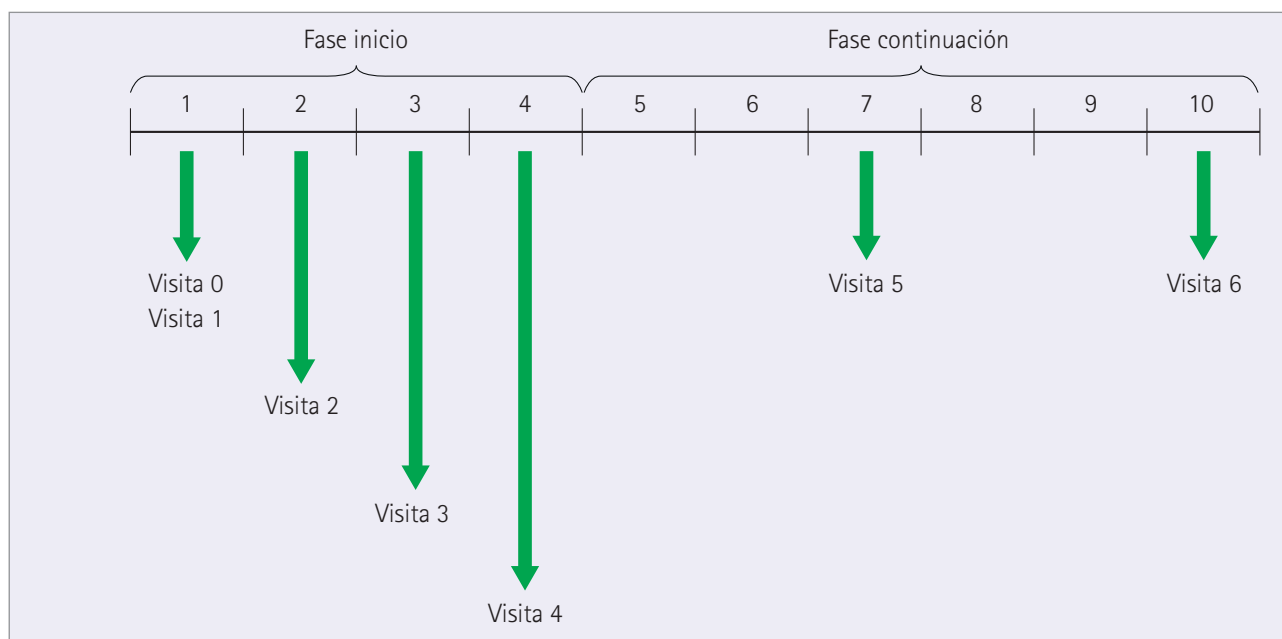 Fase inicio Fase continuación
1 2 3 4 5 6 7 8 9 10
Visita 0 Visita 5 Visita 6
Visita 1
Visita 2
Visita 3
Visita 4